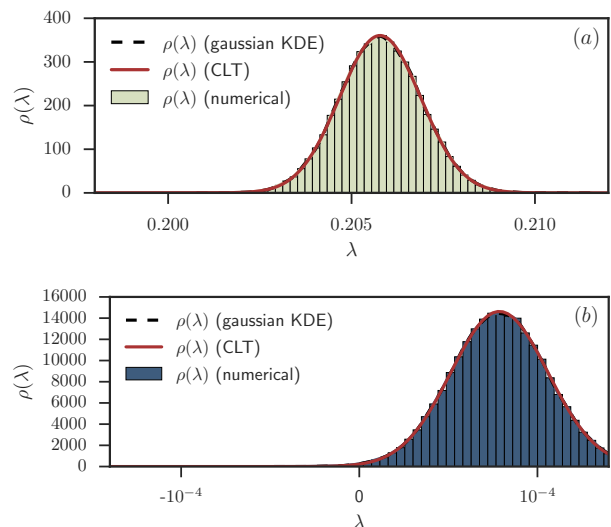 400
300
200
100
0
ρ(λ)
ρ(λ) (gaussian KDE)
ρ(λ) (CLT)
ρ(λ) (numerical)
(a)
0.200 0.205 0.210
λ
16000
14000
12000
10000
8000
6000
4000
2000
0
ρ(λ)
ρ(λ) (gaussian KDE)
ρ(λ) (CLT)
ρ(λ) (numerical)
(b)
-10⁻⁴ 0 10⁻⁴
λ